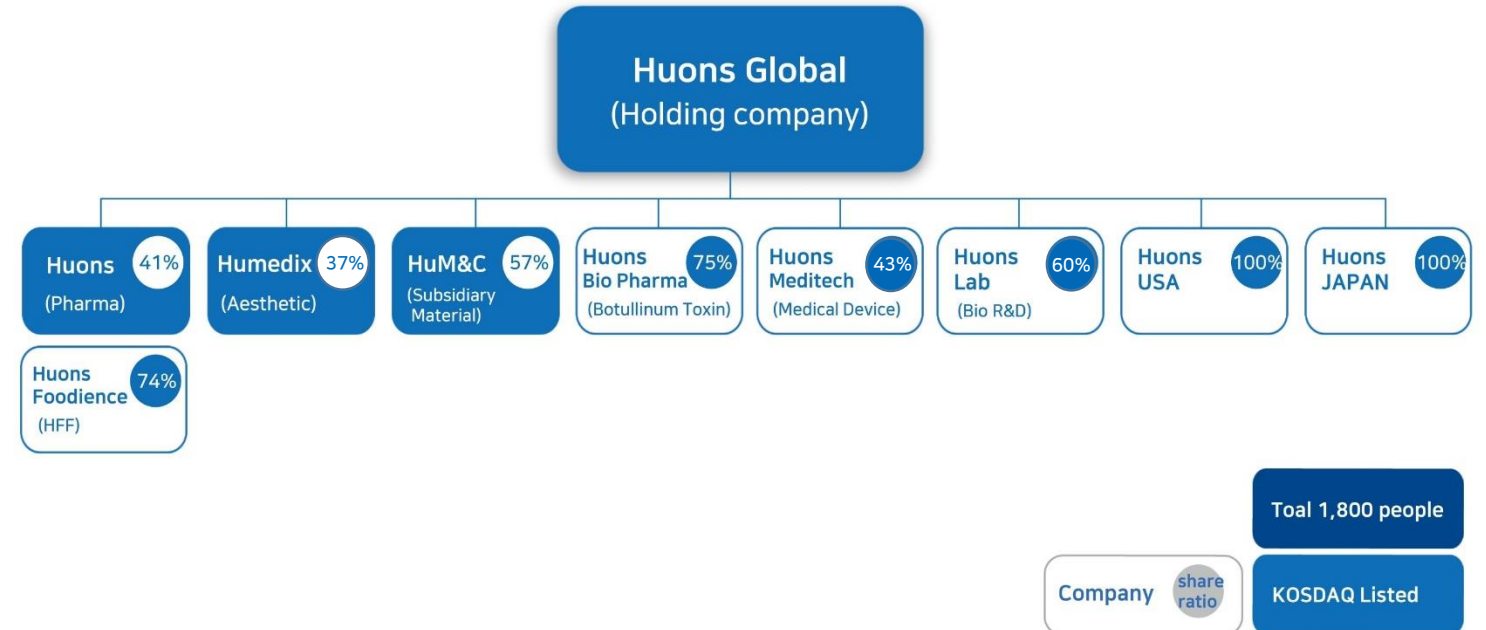 Huons Global
(Holding company)
Huons 41%
(Pharma)
Humedix 37%
(Aesthetic)
HuM&C 57%
(Subsidiary
Material)
Huons
Bio Pharma 75%
(Botullinum Toxin)
Huons
Meditech 43%
(Medical Device)
Huons
Lab 60%
(Bio R&D)
Huons
USA 100%
Huons
JAPAN 100%
Huons
Foodience 74%
(HFF)
Toal 1,800 people
Company share
ratio
KOSDAQ Listed